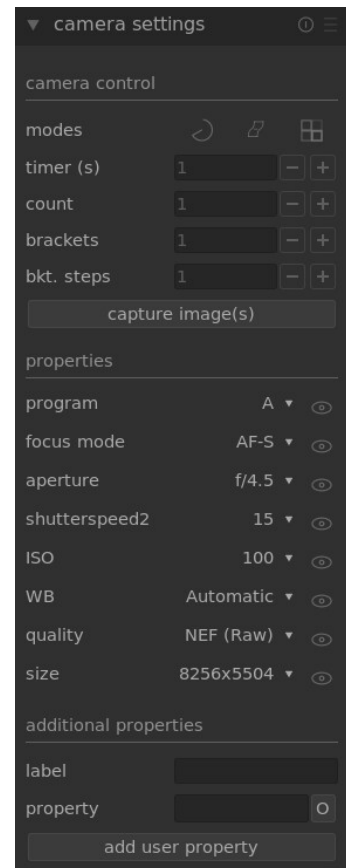 camera settings
camera control
modes
timer (s) 1 − +
count 1 − +
brackets 1 − +
bkt. steps 1 − +
capture image(s)
properties
program A
focus mode AF-S
aperture f/4.5
shutterspeed2 15
ISO 100
WB Automatic
quality NEF (Raw)
size 8256x5504
additional properties
label
property O
add user property